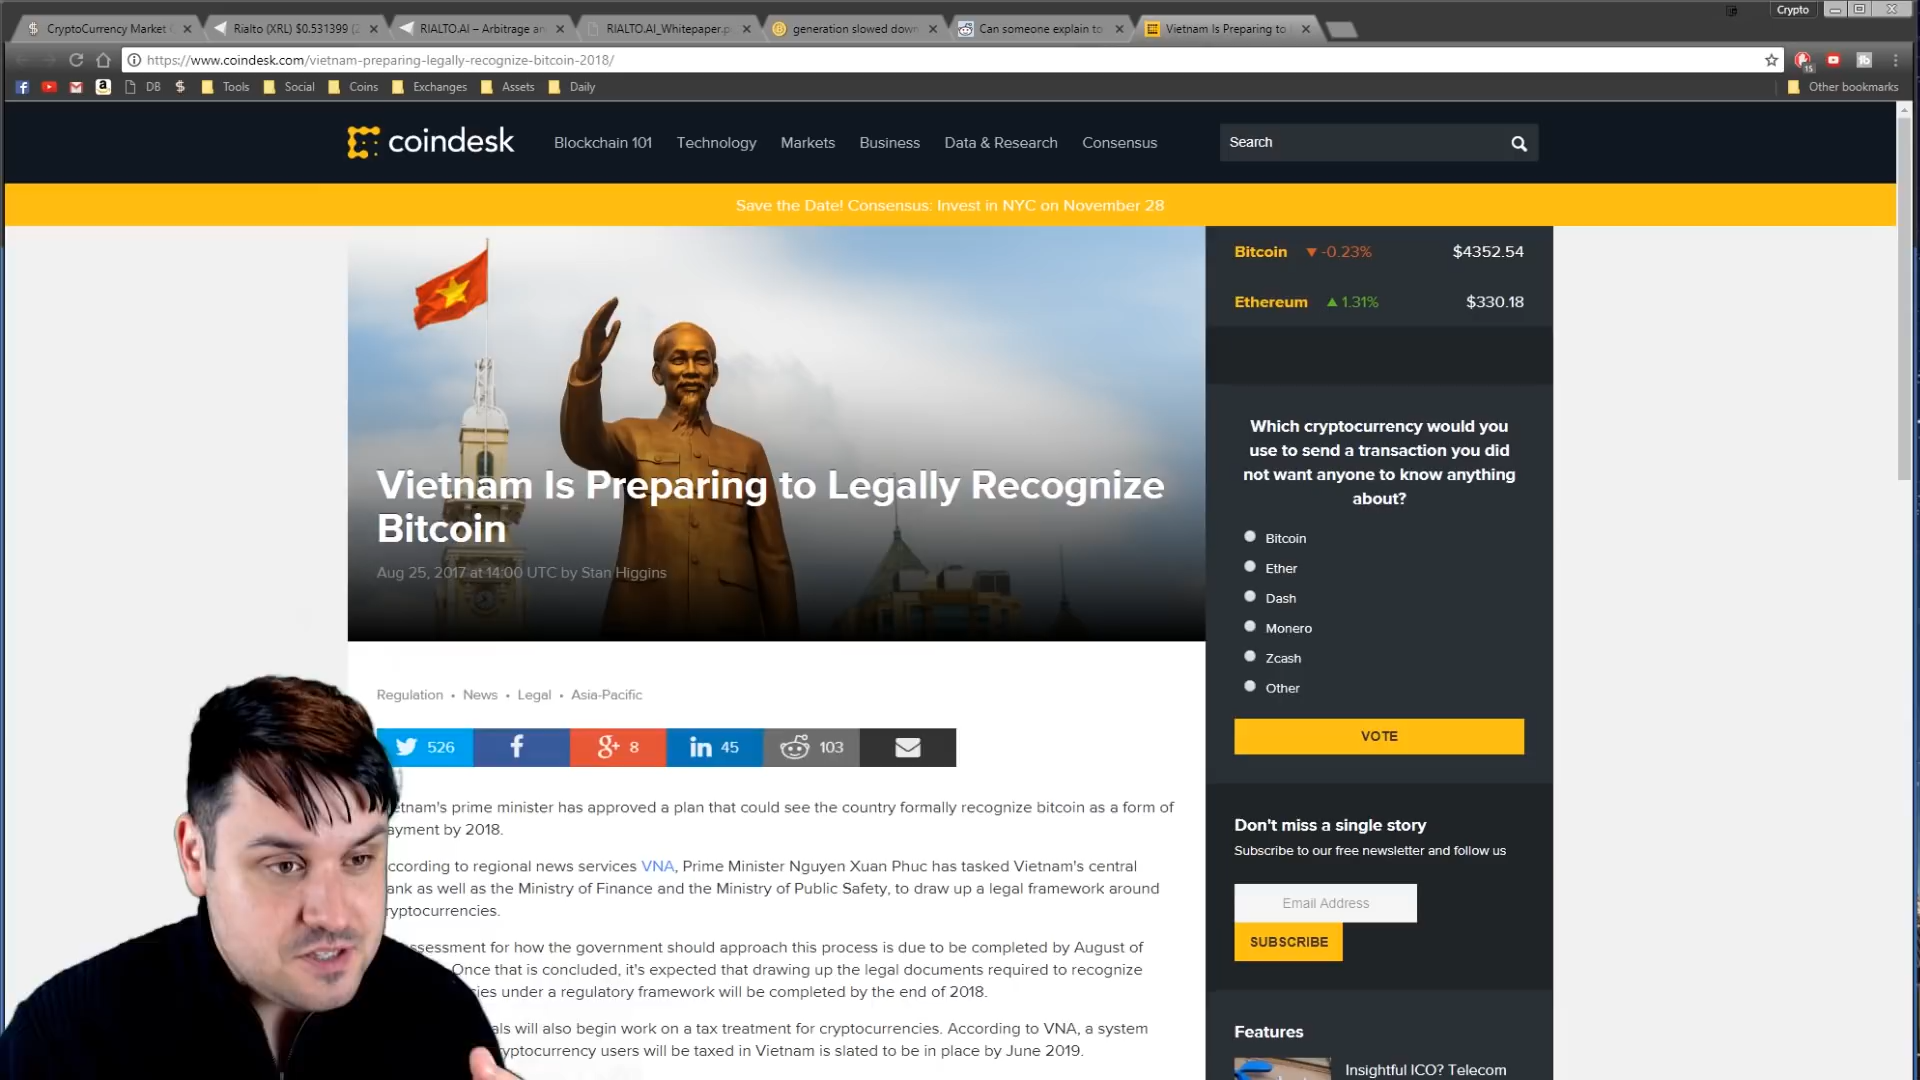 Crypto
CryptoCurrency Market
Rialto (XRL) $0.531399 (2
RIALTO.AI – Arbitrage an
RIALTO.AI_Whitepaper.p
generation slowed down
Can someone explain to
Vietnam Is Preparing to
https://www.coindesk.com/vietnam-preparing-legally-recognize-bitcoin-2018/
15
DB
Tools
Social
Coins
Exchanges
Assets
Daily
Other bookmarks
coindesk
Blockchain 101
Technology
Markets
Business
Data & Research
Consensus
Search
Save the Date! Consensus: Invest in NYC on November 28
Vietnam Is Preparing to Legally Recognize
Bitcoin
Aug 25, 2017 at 14:00 UTC by Stan Higgins
Regulation • News • Legal • Asia-Pacific
526
8
45
103
etnam's prime minister has approved a plan that could see the country formally recognize bitcoin as a form of
ayment by 2018.
ccording to regional news services VNA, Prime Minister Nguyen Xuan Phuc has tasked Vietnam's central
ank as well as the Ministry of Finance and the Ministry of Public Safety, to draw up a legal framework around
ryptocurrencies.
ssessment for how the government should approach this process is due to be completed by August of
Once that is concluded, it's expected that drawing up the legal documents required to recognize
cies under a regulatory framework will be completed by the end of 2018.
als will also begin work on a tax treatment for cryptocurrencies. According to VNA, a system
yptocurrency users will be taxed in Vietnam is slated to be in place by June 2019.
Bitcoin ▼ -0.23% $4352.54
Ethereum ▲ 1.31% $330.18
Which cryptocurrency would you
use to send a transaction you did
not want anyone to know anything
about?
Bitcoin
Ether
Dash
Monero
Zcash
Other
VOTE
Don't miss a single story
Subscribe to our free newsletter and follow us
Email Address
SUBSCRIBE
Features
Insightful ICO? Telecom